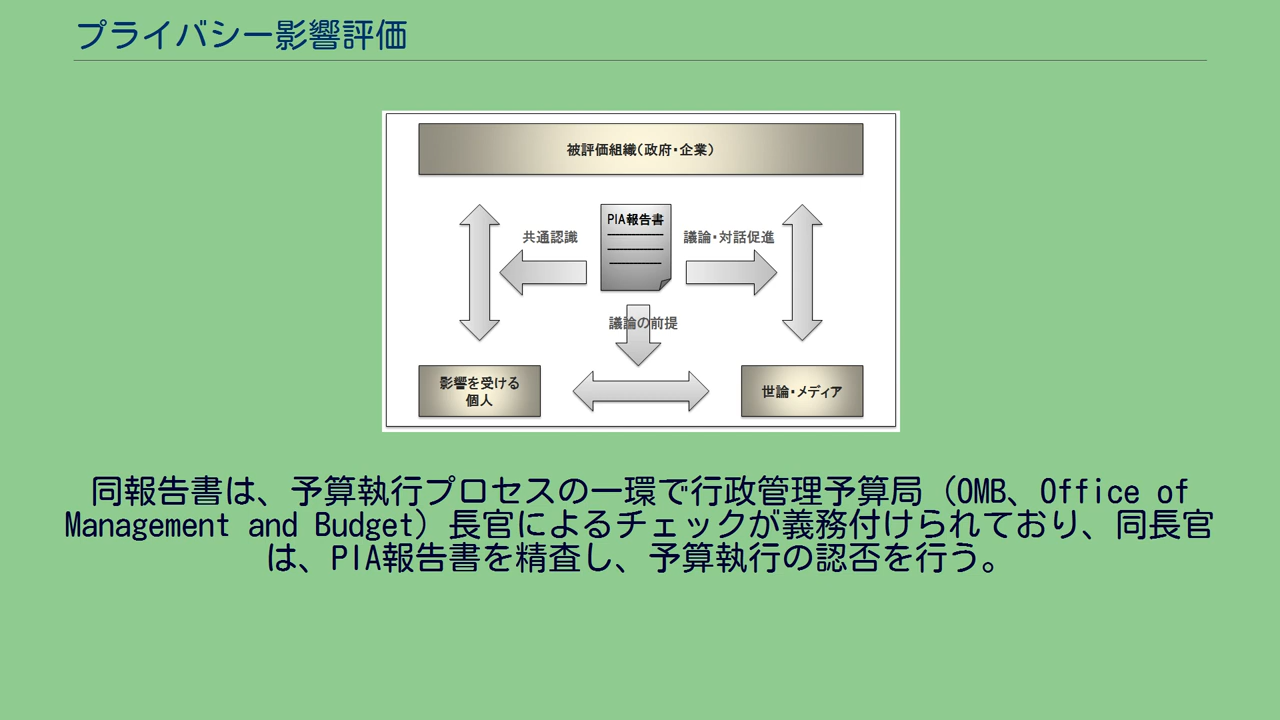 プライバシー影響評価
被評価組織(政府・企業)
PIA報告書
共通認識
議論・対話促進
議論の前提
影響を受ける
個人
世論・メディア
同報告書は、予算執行プロセスの一環で行政管理予算局（OMB、Office of
Management and Budget）長官によるチェックが義務付けられており、同長官
は、PIA報告書を精査し、予算執行の認否を行う。